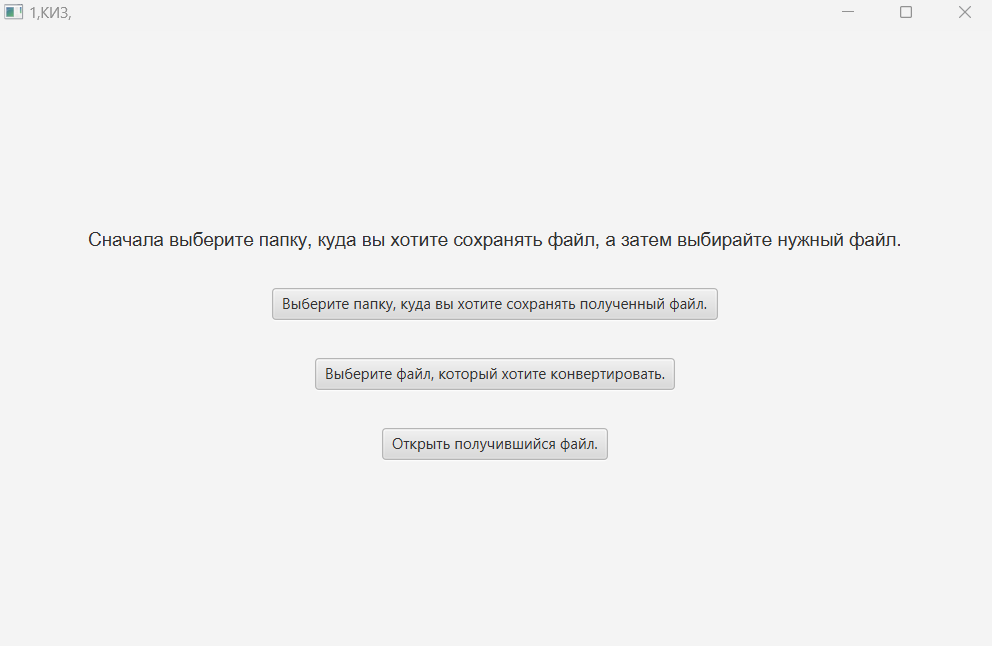 1,КИЗ,
Сначала выберите папку, куда вы хотите сохранять файл, а затем выбирайте нужный файл.
Выберите папку, куда вы хотите сохранять полученный файл.
Выберите файл, который хотите конвертировать.
Открыть получившийся файл.